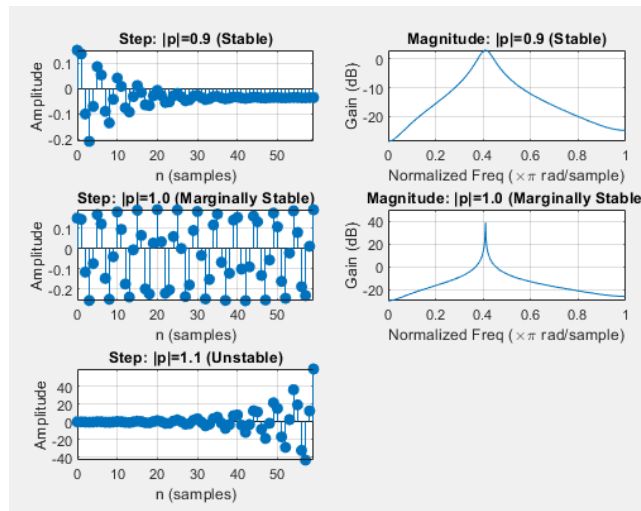 Step: |p|=0.9 (Stable)
Amplitude
0.1
0
-0.1
-0.2
0 10 20 30 40 50
n (samples)
Magnitude: |p|=0.9 (Stable)
Gain (dB)
0
-10
-20
0 0.2 0.4 0.6 0.8 1
Normalized Freq (×π rad/sample)
Step: |p|=1.0 (Marginally Stable)
Amplitude
0.1
0
-0.1
-0.2
0 10 20 30 40 50
n (samples)
Magnitude: |p|=1.0 (Marginally Stable
Gain (dB)
40
20
0
-20
0 0.2 0.4 0.6 0.8 1
Normalized Freq (×π rad/sample)
Step: |p|=1.1 (Unstable)
Amplitude
40
20
0
-20
-40
0 10 20 30 40 50
n (samples)